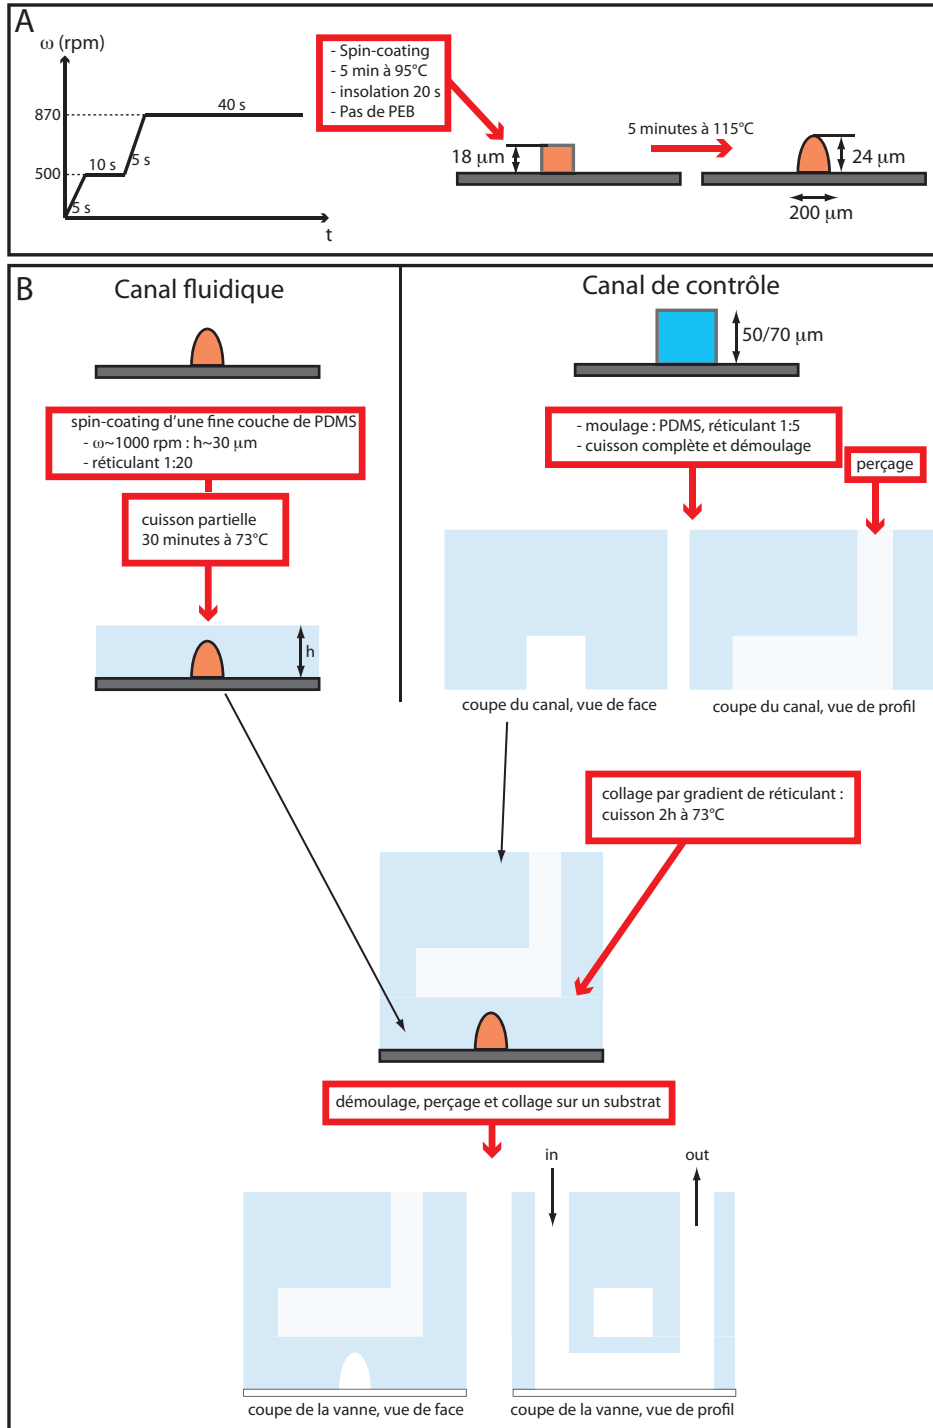 A
ω (rpm)
870
500
5 s
10 s
5 s
40 s
t
- Spin-coating
- 5 min à 95°C
- insolation 20 s
- Pas de PEB
18 μm
5 minutes à 115°C
24 μm
200 μm
B
Canal fluidique
Canal de contrôle
50/70 μm
spin-coating d'une fine couche de PDMS
- ω~1000 rpm : h~30 μm
- réticulant 1:20
cuisson partielle
30 minutes à 73°C
h
- moulage : PDMS, réticulant 1:5
- cuisson complète et démoulage
perçage
coupe du canal, vue de face
coupe du canal, vue de profil
collage par gradient de réticulant :
cuisson 2h à 73°C
démoulage, perçage et collage sur un substrat
in
out
coupe de la vanne, vue de face
coupe de la vanne, vue de profil